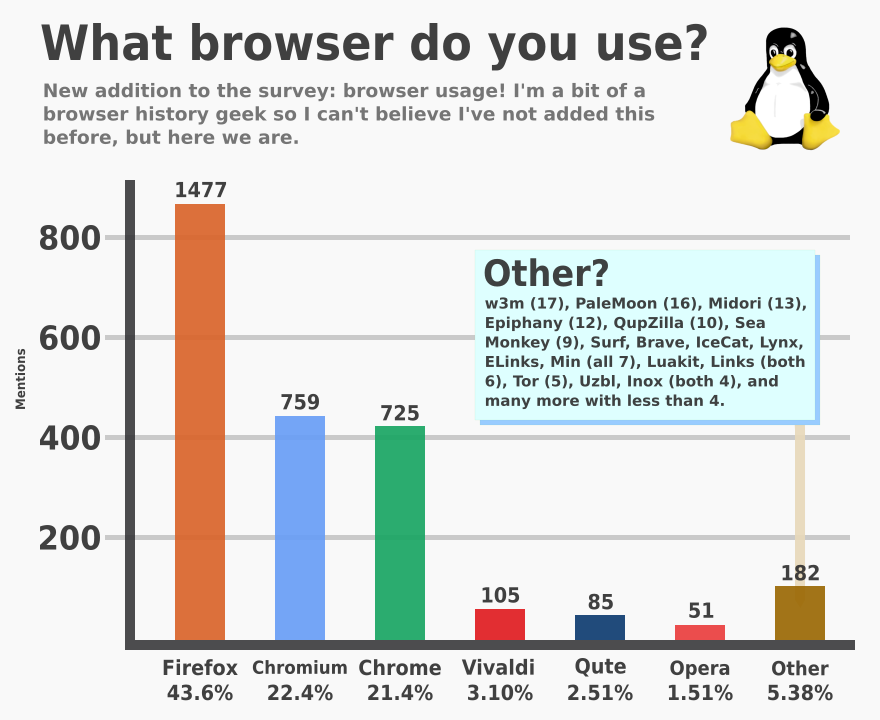 What browser do you use?
New addition to the survey: browser usage! I'm a bit of a
browser history geek so I can't believe I've not added this
before, but here we are.
1477
800
Other?
w3m (17), PaleMoon (16), Midori (13),
Epiphany (12), QupZilla (10), Sea
Monkey (9), Surf, Brave, IceCat, Lynx,
ELinks, Min (all 7), Luakit, Links (both
6), Tor (5), Uzbl, Inox (both 4), and
many more with less than 4.
600
Mentions
759
725
400
200
105
85
51
182
Firefox Chromium Chrome Vivaldi Qute Opera Other
43.6% 22.4% 21.4% 3.10% 2.51% 1.51% 5.38%